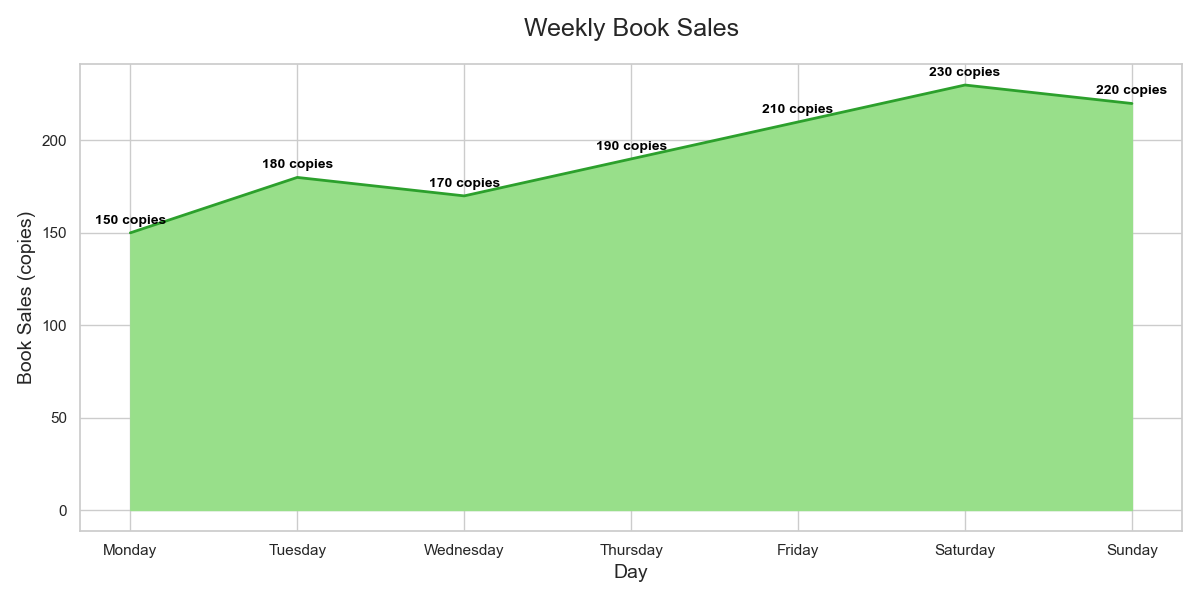 Weekly Book Sales
230 copies
220 copies
210 copies
190 copies
180 copies
170 copies
150 copies
200
150
100
50
0
Book Sales (copies)
Monday Tuesday Wednesday Thursday Friday Saturday Sunday
Day